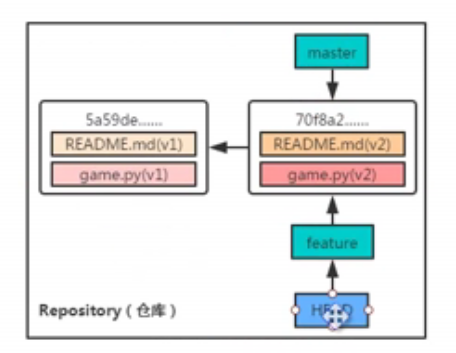 master
5a59de......
README.md(v1)
game.py(v1)
70f8a2......
README.md(v2)
game.py(v2)
feature
HEAD
Repository ( 仓库 )